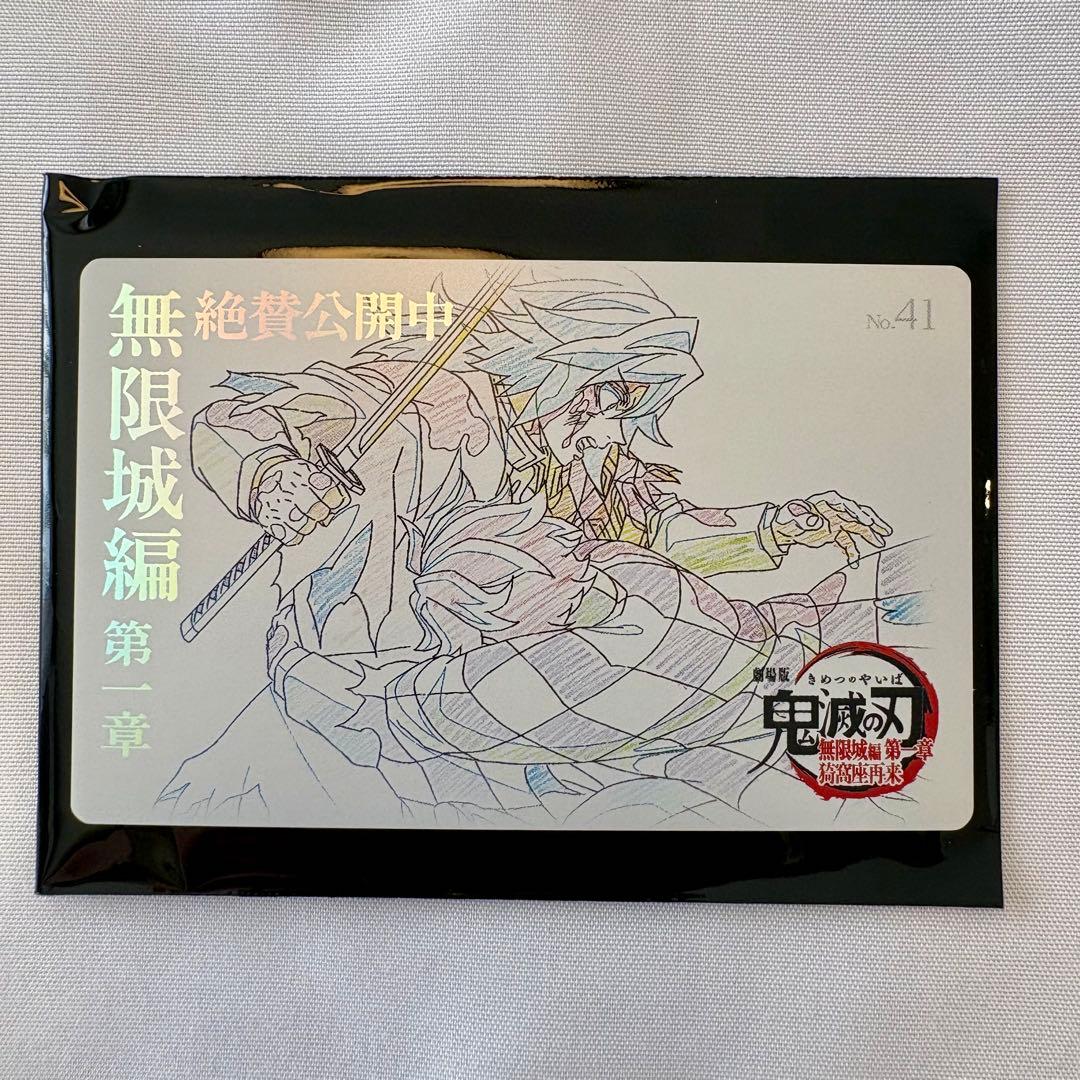 無限城編 第一章
絶賛公開中
No.41
劇場版 きめつのやいば
鬼滅の刃
無限城編 第一章
猗窩座再来